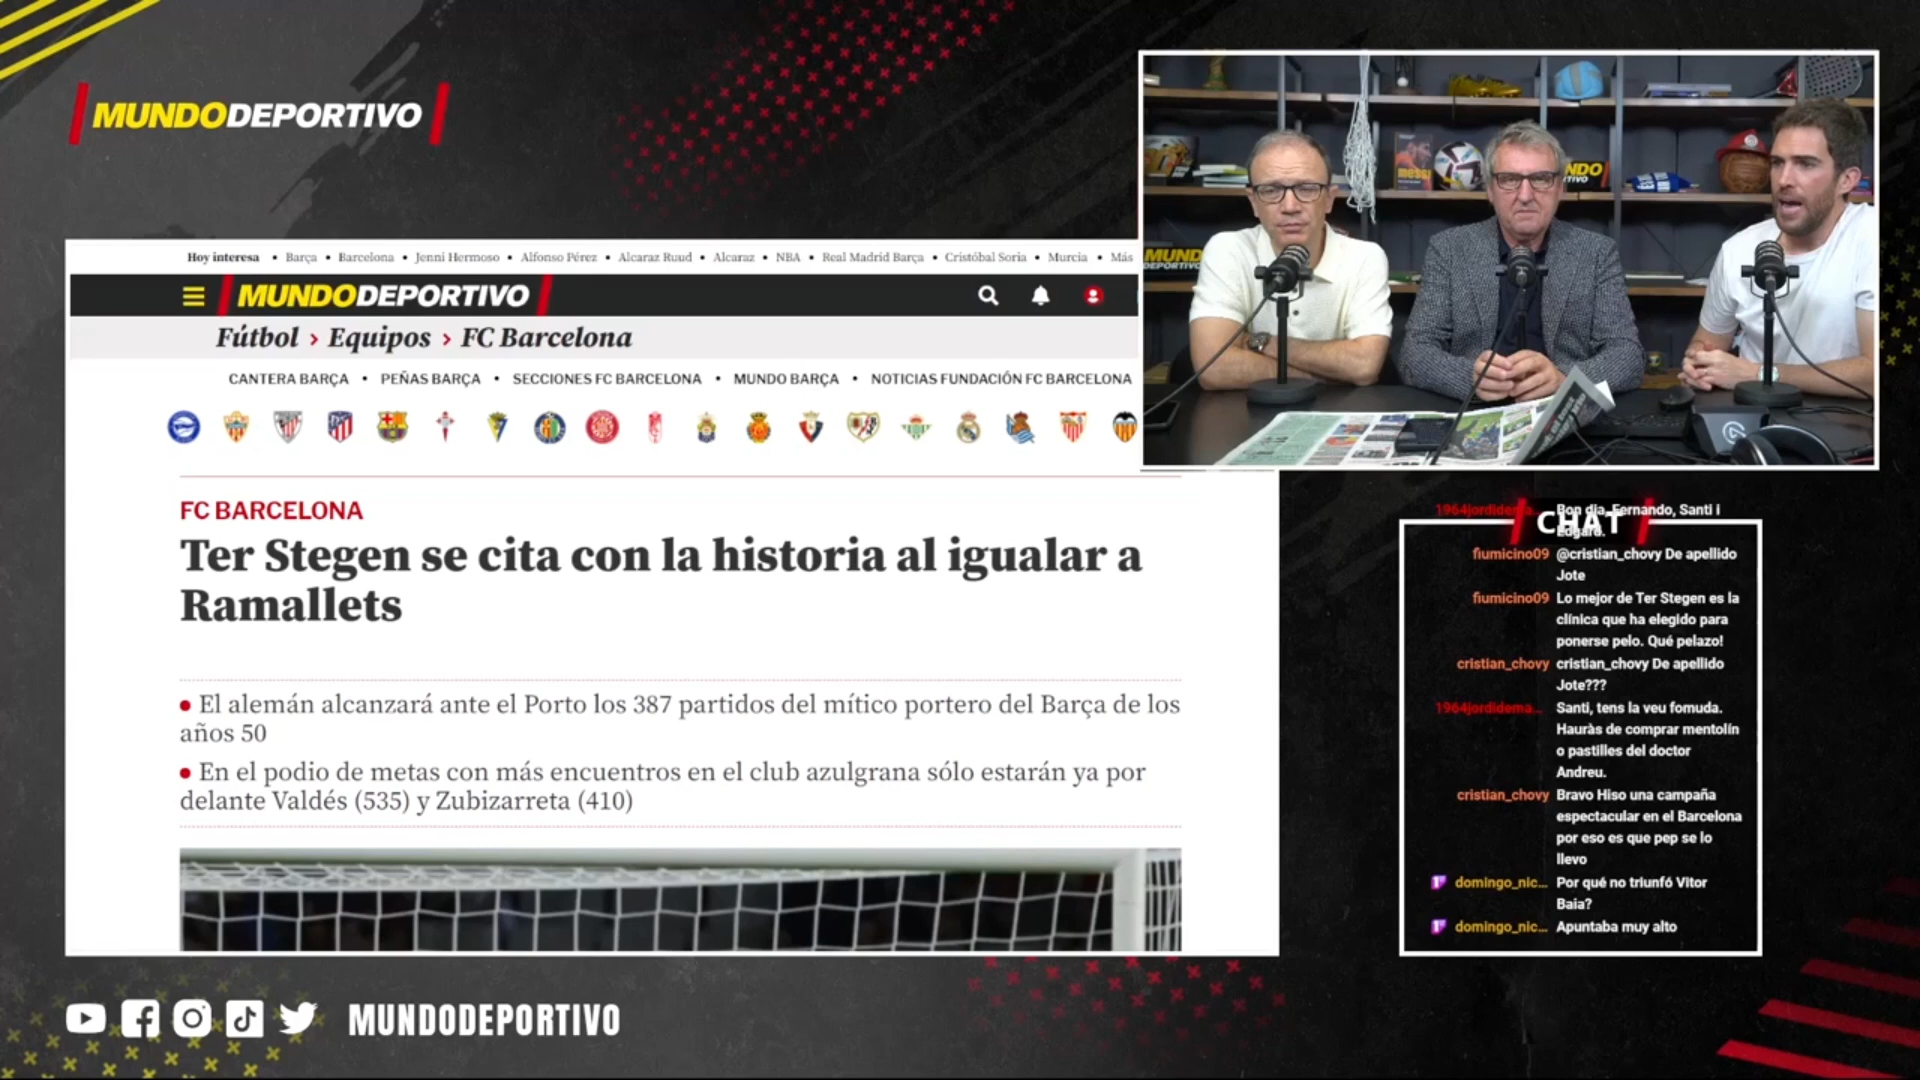 MUNDODEPORTIVO
Hoy interesa • Barça • Barcelona • Jenni Hermoso • Alfonso Pérez • Alcaraz Ruud • Alcaraz • NBA • Real Madrid Barça • Cristóbal Soria • Murcia • Más
MUNDODEPORTIVO
Fútbol > Equipos > FC Barcelona
CANTERA BARÇA • PEÑAS BARÇA • SECCIONES FC BARCELONA • MUNDO BARÇA • NOTICIAS FUNDACIÓN FC BARCELONA
FC BARCELONA
Ter Stegen se cita con la historia al igualar a
Ramallets
• El alemán alcanzará ante el Porto los 387 partidos del mítico portero del Barça de los
años 50
• En el podio de metas con más encuentros en el club azulgrana sólo estarán ya por
delante Valdés (535) y Zubizarreta (410)
MUNDO
DEPORTIVO
messi
CHAT
1964jordidema... Bon dia, Fernando, Santi i
Edgard.
fiumicino09 @cristian_chovy De apellido
Jote
fiumicino09 Lo mejor de Ter Stegen es la
clínica que ha elegido para
ponerse pelo. Qué pelazo!
cristian_chovy cristian_chovy De apellido
Jote???
1964jordidema... Santi, tens la veu fomuda.
Hauràs de comprar mentolín
o pastilles del doctor
Andreu.
cristian_chovy Bravo Hiso una campaña
espectacular en el Barcelona
por eso es que pep se lo
llevo
domingo_nic... Por qué no triunfó Vitor
Baia?
domingo_nic... Apuntaba muy alto
MUNDODEPORTIVO